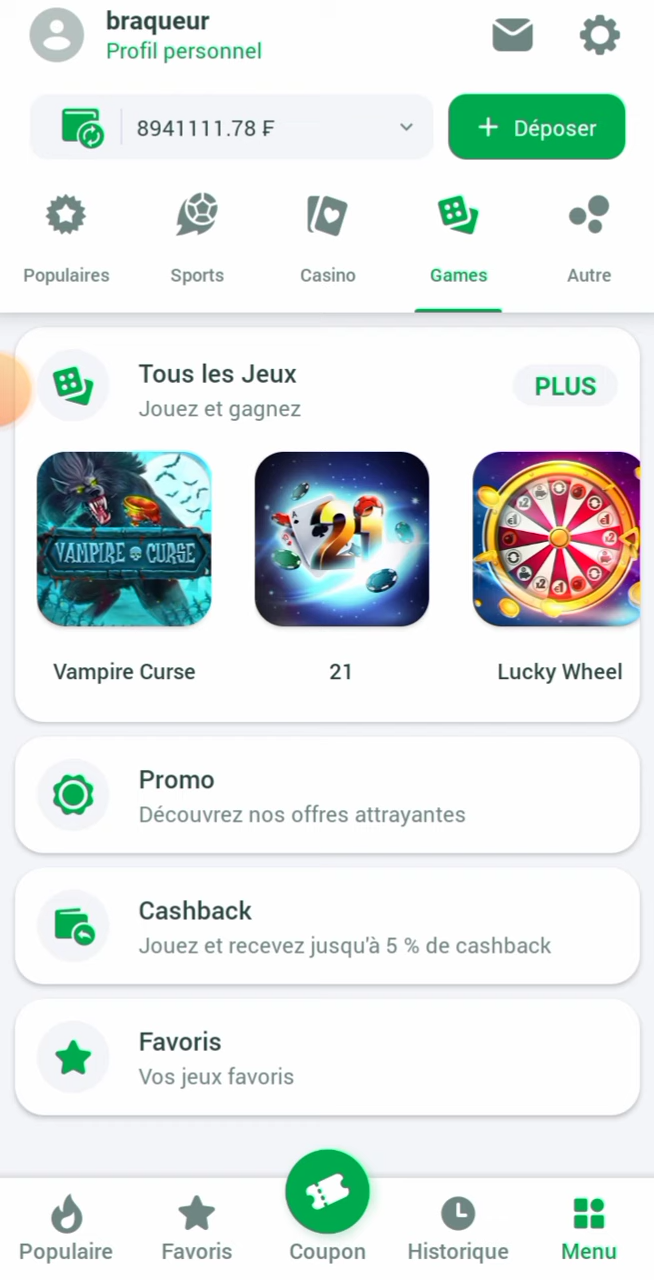 braqueur
Profil personnel
8941111.78 ₣
+ Déposer
Populaires
Sports
Casino
Games
Autre
Tous les Jeux
Jouez et gagnez
PLUS
VAMPIRE CURSE
21
Vampire Curse
21
Lucky Wheel
Promo
Découvrez nos offres attrayantes
Cashback
Jouez et recevez jusqu'à 5 % de cashback
Favoris
Vos jeux favoris
Populaire
Favoris
Coupon
Historique
Menu